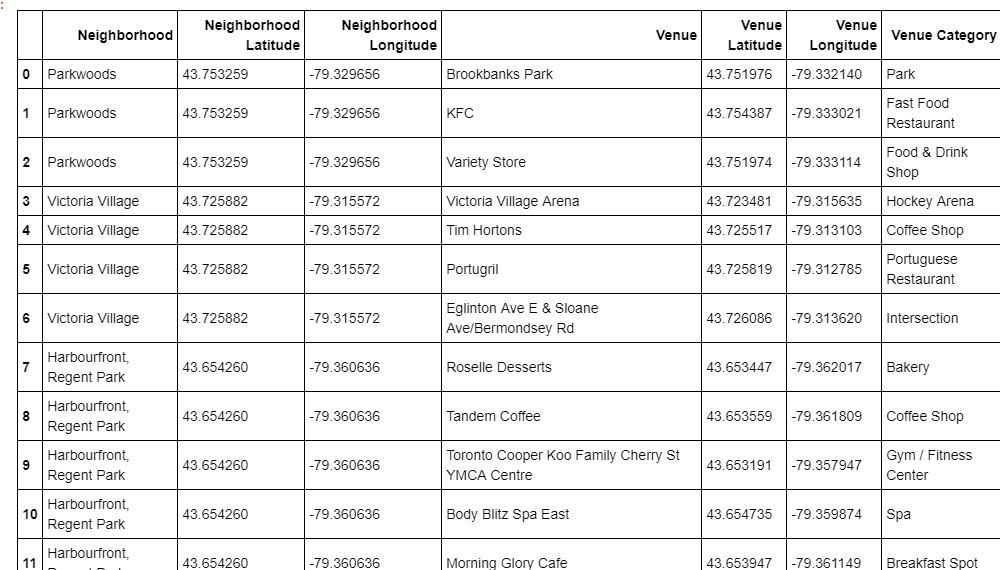 :
Neighborhood Neighborhood Latitude Neighborhood Longitude Venue Venue Latitude Venue Longitude Venue Category
0 Parkwoods 43.753259 -79.329656 Brookbanks Park 43.751976 -79.332140 Park
1 Parkwoods 43.753259 -79.329656 KFC 43.754387 -79.333021 Fast Food Restaurant
2 Parkwoods 43.753259 -79.329656 Variety Store 43.751974 -79.333114 Food & Drink Shop
3 Victoria Village 43.725882 -79.315572 Victoria Village Arena 43.723481 -79.315635 Hockey Arena
4 Victoria Village 43.725882 -79.315572 Tim Hortons 43.725517 -79.313103 Coffee Shop
5 Victoria Village 43.725882 -79.315572 Portugril 43.725819 -79.312785 Portuguese Restaurant
6 Victoria Village 43.725882 -79.315572 Eglinton Ave E & Sloane Ave/Bermondsey Rd 43.726086 -79.313620 Intersection
7 Harbourfront, Regent Park 43.654260 -79.360636 Roselle Desserts 43.653447 -79.362017 Bakery
8 Harbourfront, Regent Park 43.654260 -79.360636 Tandem Coffee 43.653559 -79.361809 Coffee Shop
9 Harbourfront, Regent Park 43.654260 -79.360636 Toronto Cooper Koo Family Cherry St YMCA Centre 43.653191 -79.357947 Gym / Fitness Center
10 Harbourfront, Regent Park 43.654260 -79.360636 Body Blitz Spa East 43.654735 -79.359874 Spa
11 Harbourfront, 43.654260 -79.360636 Morning Glory Cafe 43.653947 -79.361149 Breakfast Spot